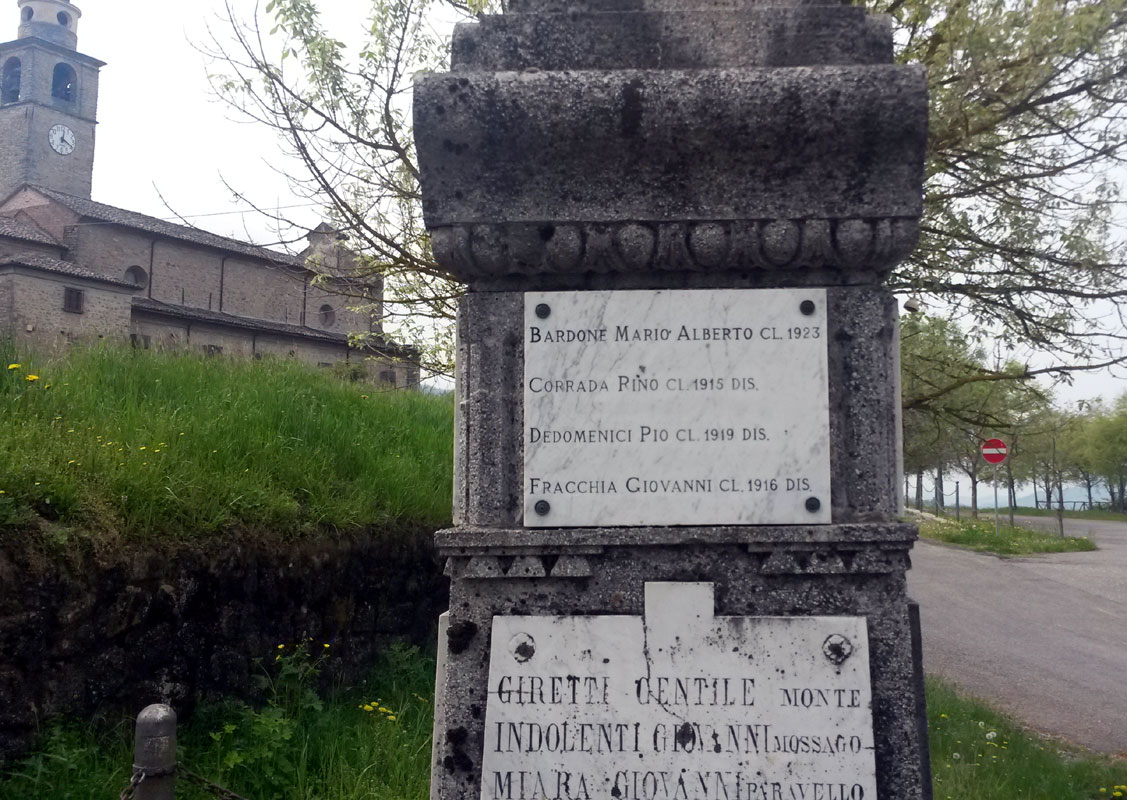 BARDONE MARIO ALBERTO CL. 1923
CORRADA PINO CL. 1915 DIS.
DEDOMENICI PIO CL. 1919 DIS.
FRACCHIA GIOVANNI CL. 1916 DIS.
GIRETTI GENTILE MONTE
INDOLENTI GIOVANNI MOSSAGO
MIARA GIOVANNI PARAVELLO